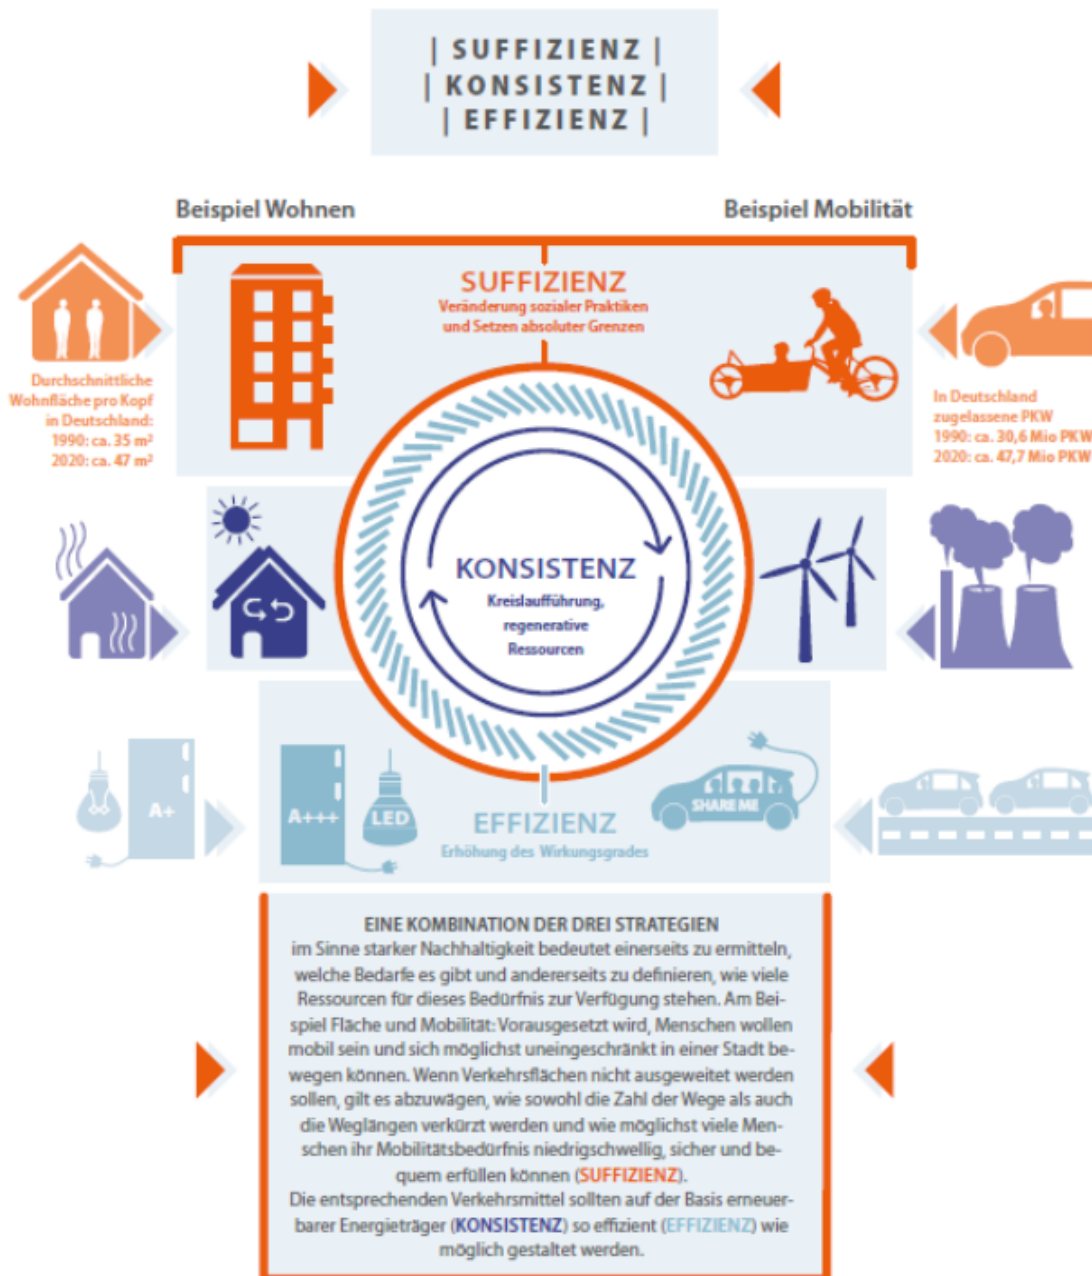 | SUFFIZIENZ |
| KONSISTENZ |
| EFFIZIENZ |
Beispiel Wohnen
Beispiel Mobilität
SUFFIZIENZ
Veränderung sozialer Praktiken
und Setzen absoluter Grenzen
Durchschnittliche
Wohnfläche pro Kopf
in Deutschland:
1990: ca. 35 m²
2020: ca. 47 m²
In Deutschland
zugelassene PKW
1990: ca. 30,6 Mio PKW
2020: ca. 47,7 Mio PKW
KONSISTENZ
Kreislaufführung,
regenerative
Ressourcen
A+
A+++
LED
EFFIZIENZ
Erhöhung des Wirkungsgrades
SHARE ME
EINE KOMBINATION DER DREI STRATEGIEN
im Sinne starker Nachhaltigkeit bedeutet einerseits zu ermitteln,
welche Bedarfe es gibt und andererseits zu definieren, wie viele
Ressourcen für dieses Bedürfnis zur Verfügung stehen. Am Bei-
spiel Fläche und Mobilität: Vorausgesetzt wird, Menschen wollen
mobil sein und sich möglichst uneingeschränkt in einer Stadt be-
wegen können. Wenn Verkehrsflächen nicht ausgeweitet werden
sollen, gilt es abzuwägen, wie sowohl die Zahl der Wege als auch
die Weglängen verkürzt werden und wie möglichst viele Men-
schen ihr Mobilitätsbedürfnis niedrigschwellig, sicher und be-
quem erfüllen können (SUFFIZIENZ).
Die entsprechenden Verkehrsmittel sollten auf der Basis erneuer-
barer Energieträger (KONSISTENZ) so effizient (EFFIZIENZ) wie
möglich gestaltet werden.